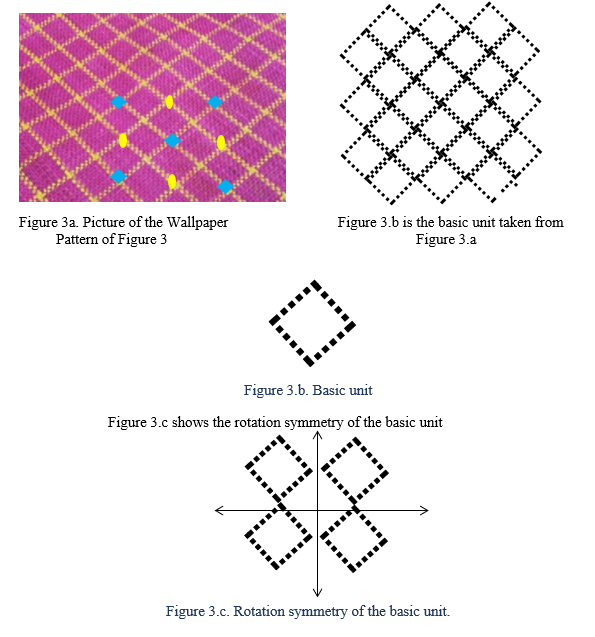 Figure 3a. Picture of the Wallpaper
Pattern of Figure 3
Figure 3.b is the basic unit taken from
Figure 3.a
Figure 3.b. Basic unit
Figure 3.c shows the rotation symmetry of the basic unit
Figure 3.c. Rotation symmetry of the basic unit.